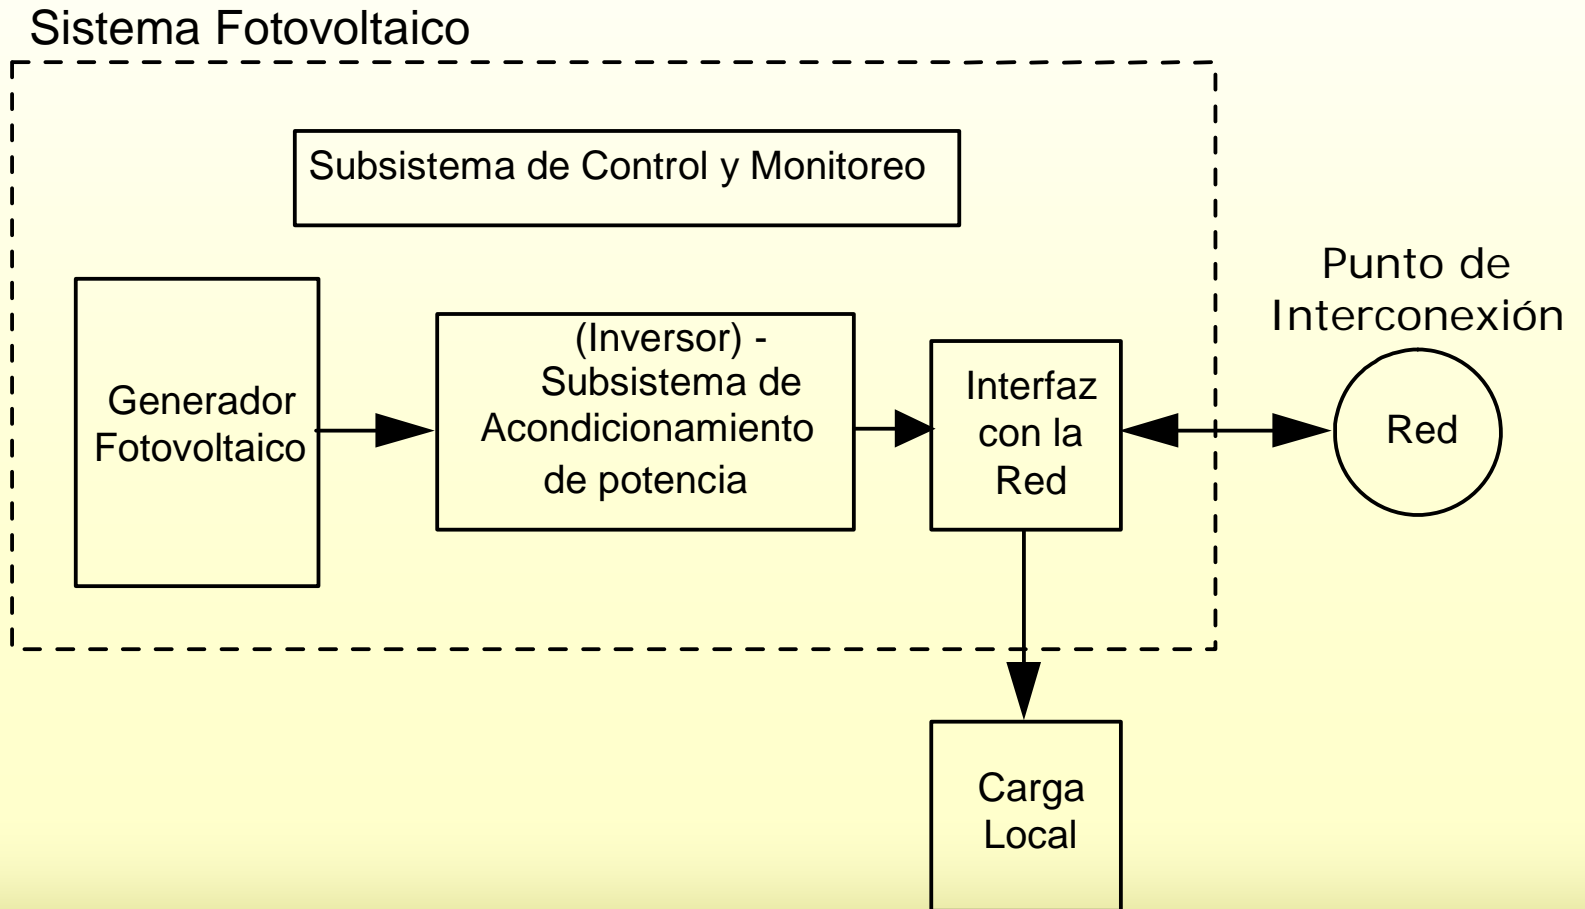 Sistema Fotovoltaico
Subsistema de Control y Monitoreo
Punto de
Interconexión
Generador
Fotovoltaico
(Inversor) -
Subsistema de
Acondicionamiento
de potencia
Interfaz
con la
Red
Red
Carga
Local